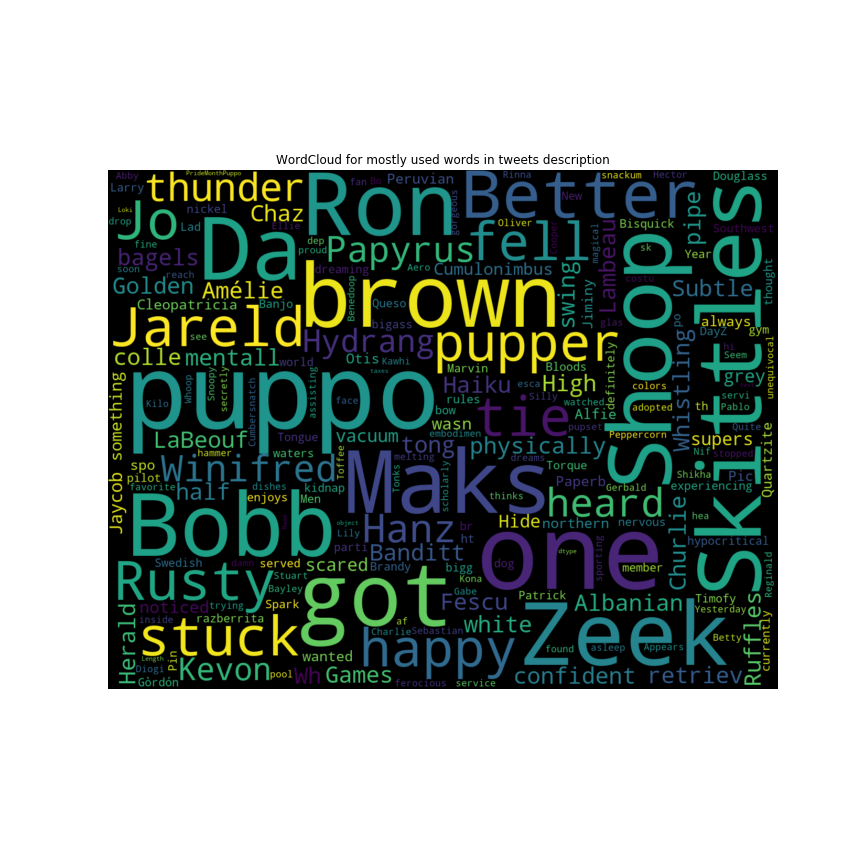 WordCloud for mostly used words in tweets description
Abby
PrideMonthPuppo
Larry
thunder
Ron
fan
Do
Peruvian
Better
Rinna
snackum
Hector
Douglass
Loki
Jo
nickel
Chaz
gorgeous
Oliver
New
pipe
drop
Lad
Ellie
dep
fell
Cooper
magical
Bisquick
Southwest
fine
Da
proud
Papyrus
Lambeau
sk
Year
bagels
soon
reach
dreaming
Aero
Cumulonimbus
swing
Shoop
Skittles
thought
Golden
Amélie
brown
Benedoop
Jiminy
costu
Subtle
Cleopatricia
Banjo
Queso
glas
po
DayZ
always
gym
unequivocal
Jareld
see
bigass
pupper
definitely
Whistling
hi
Hydrang
colle
mentall
world
Otis
Kawhi
Marvin
Bloods
Seem
taxes
Haiku
High
colors
grey
Kilo
puppo
Whoop
Snoopy
secretly
Cumbersnatch
face
assisting
rules
esca
Silly
watched
adopted
th
servi
Pablo
something
bow
tie
pupset
Alfie
Peppercorn
Quite
LaBeouf
Tongue
vacuum
wasn
embodimen
supers
hammer
waters
tong
physically
Nif
stopped
spo
pilot
Winifred
Toffee
melting
dreams
Torque
Shikha
Pic
Quartzite
Jaycob
dishes
kidnap
Maks
Tonks
scholarly
Paperb
Gerbald
experiencing
favorite
half
enjoys
Men
thinks
heard
Churlie
hea
Bobb
object
Lily
Hanz
br
ht
Hide
northern
nervous
hypocritical
damn
served
parti
Banditt
one
dtype
sporting
member
Swedish
scared
Brandy
bigg
dog
Reginald
Rusty
Stuart
Bayley
got
Kona
Gabe
Patrick
Albanian
Timofy
Yesterday
noticed
trying
Spark
Fescu
Ruffles
Herald
razberrita
inside
stuck
af
Charlie
Sebastian
white
Zeek
Betty
currently
Length
Pin
wanted
happy
found
asleep
Appears
Diogi
Kevon
pool
Wh
Games
confident
retriev
Gòrdón
ferocious
service